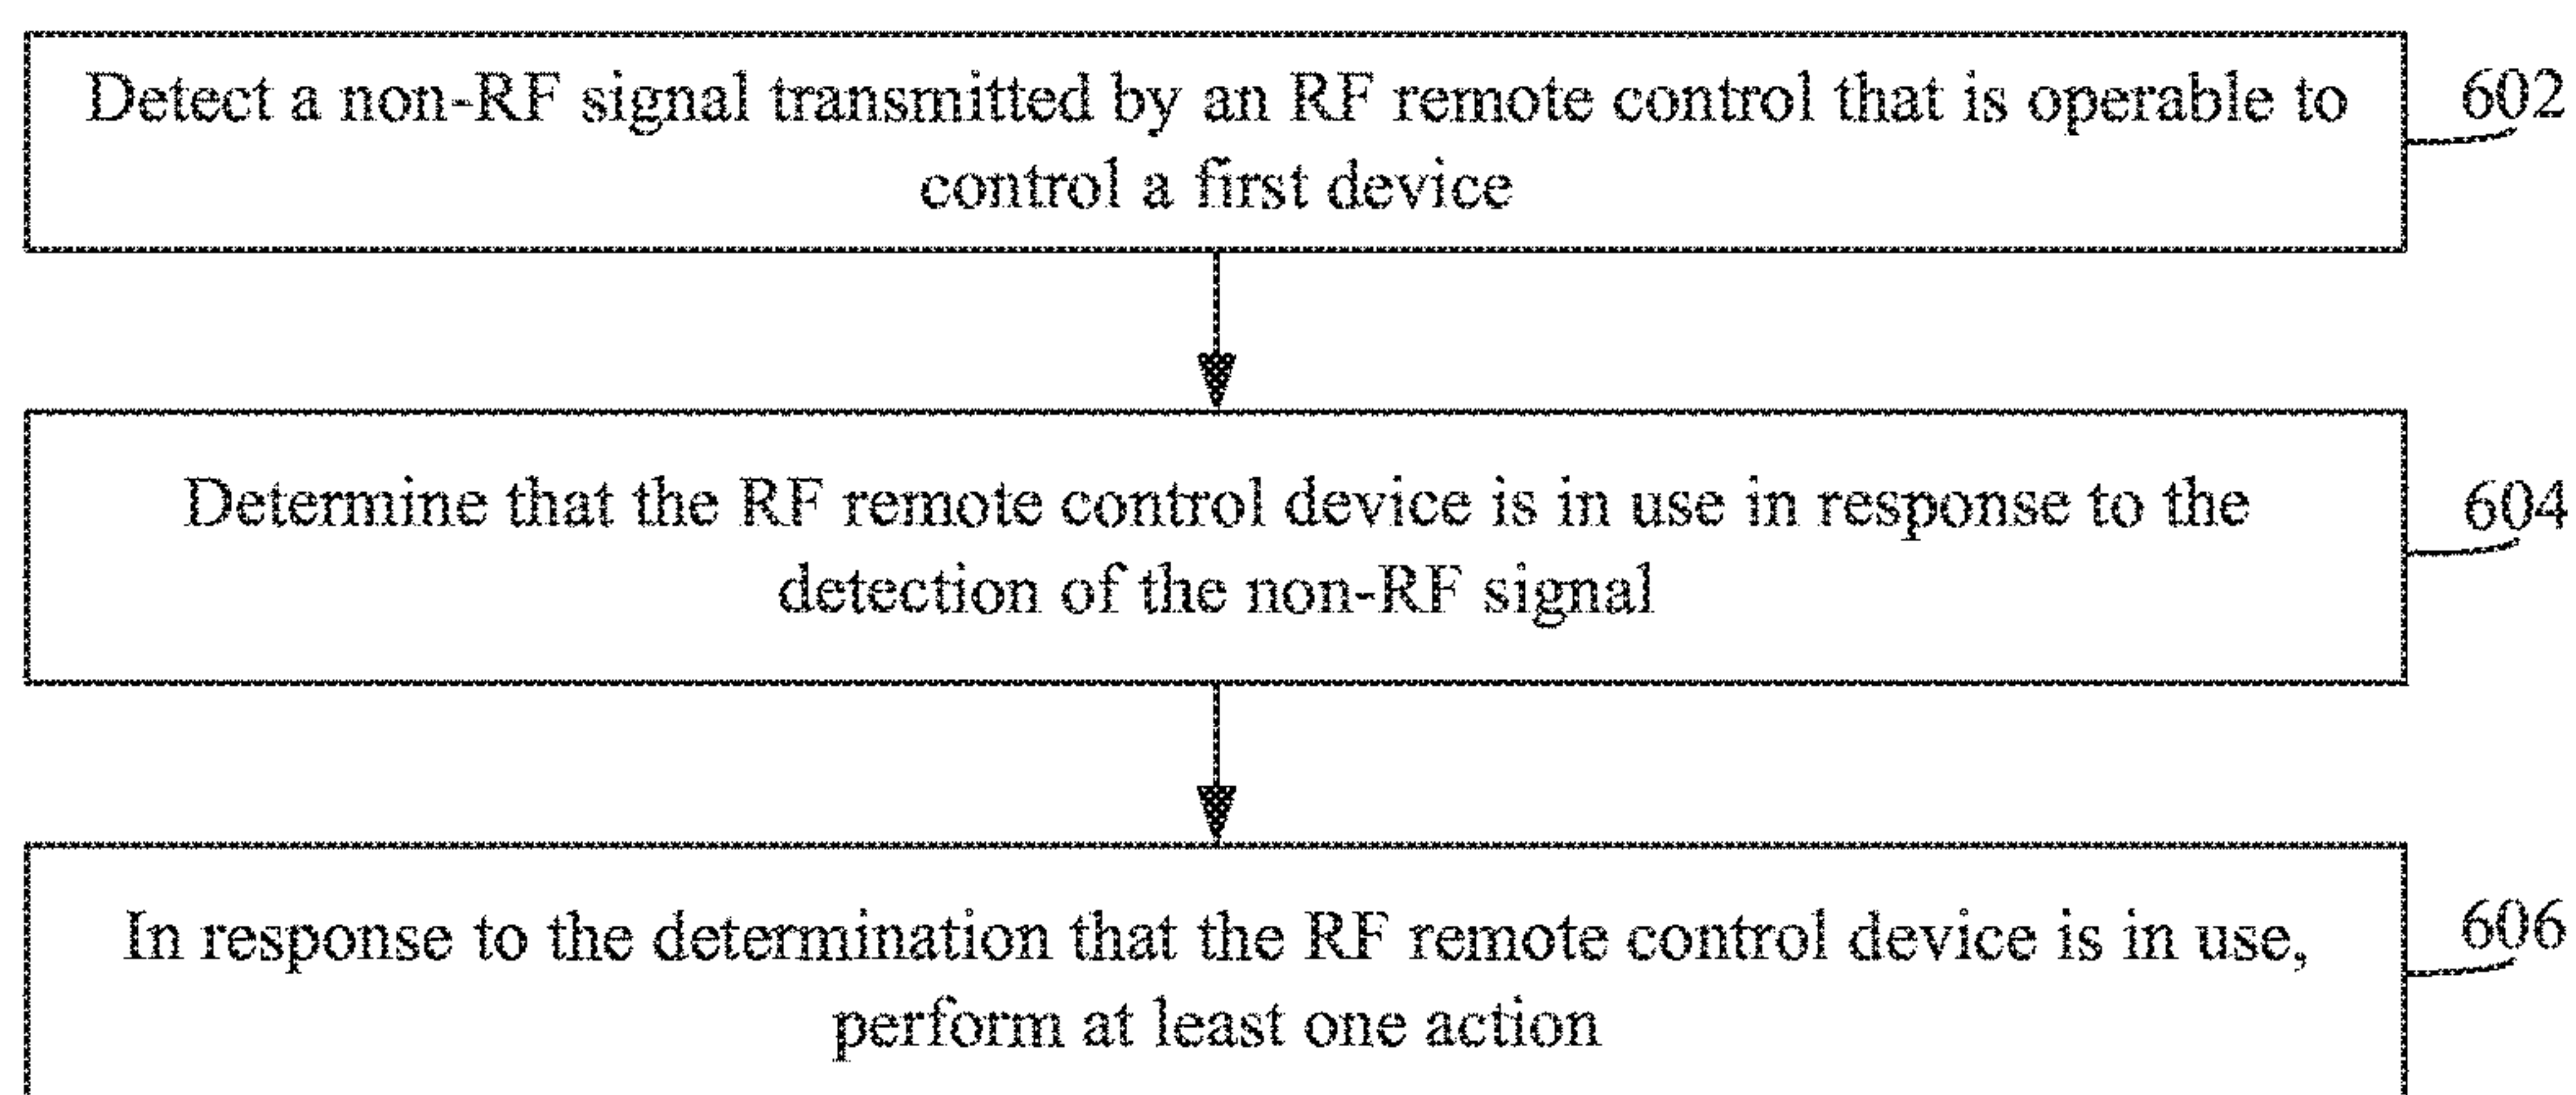 Detect a non-RF signal transmitted by an RF remote control that is operable to
control a first device
602
Determine that the RF remote control device is in use in response to the
detection of the non-RF signal
604
In response to the determination that the RF remote control device is in use,
perform at least one action
606